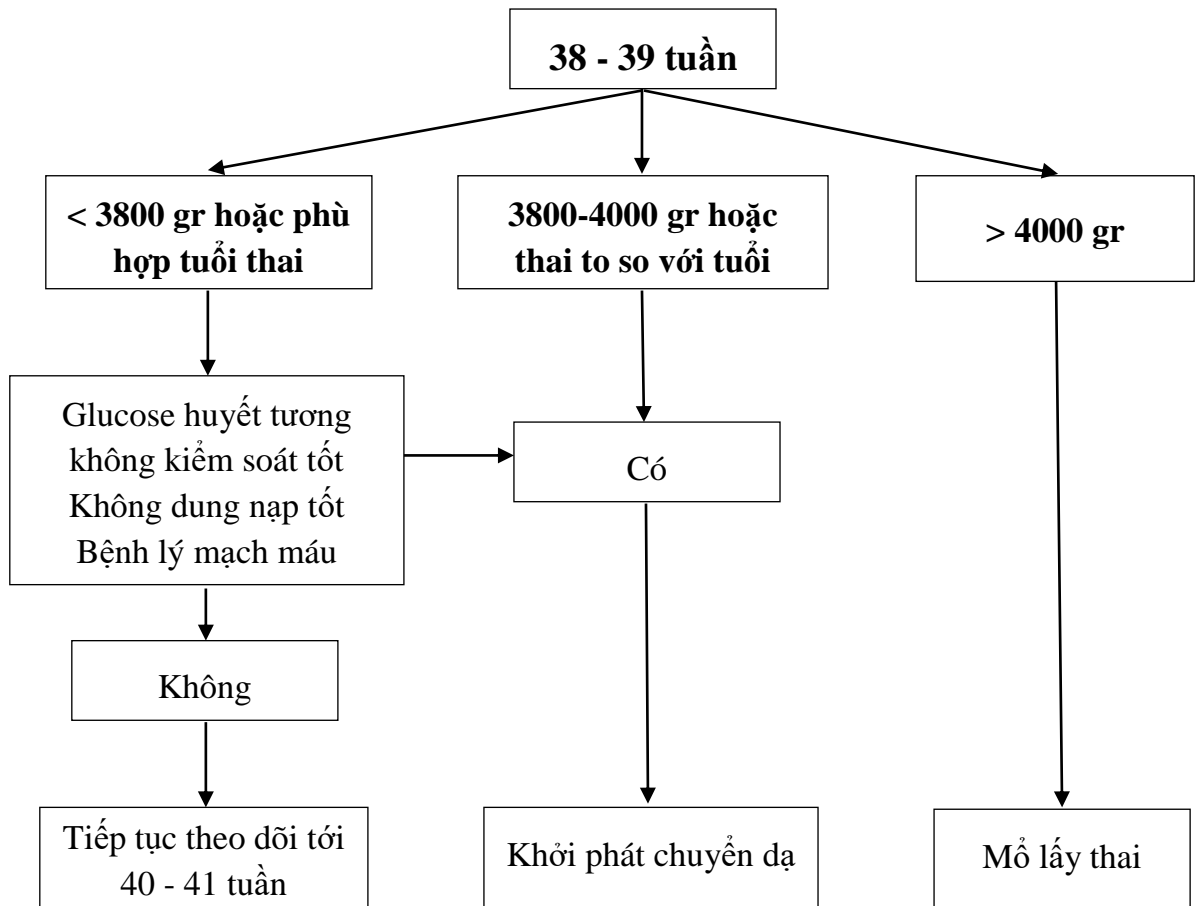 38 - 39 tuần
< 3800 gr hoặc phù
hợp tuổi thai
3800-4000 gr hoặc
thai to so với tuổi
> 4000 gr
Glucose huyết tương
không kiểm soát tốt
Không dung nạp tốt
Bệnh lý mạch máu
Có
Không
Tiếp tục theo dõi tới
40 - 41 tuần
Khởi phát chuyển dạ
Mổ lấy thai